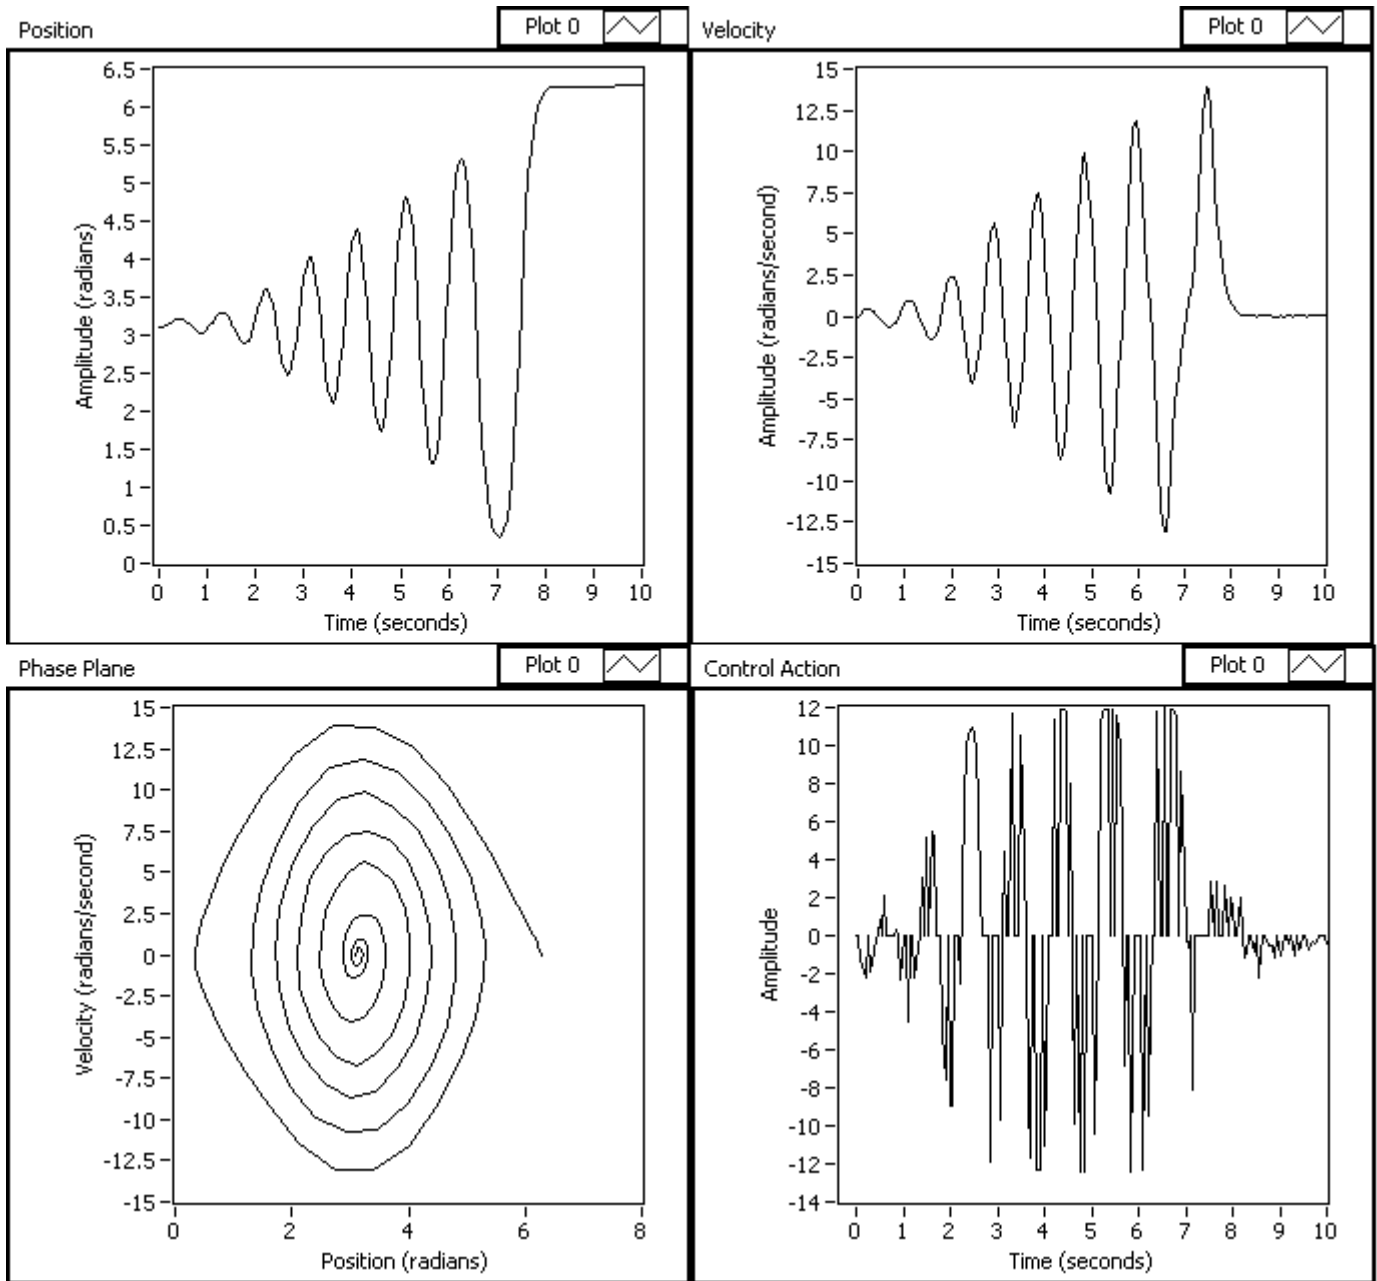 Position
Plot 0
Amplitude (radians)
6.5
6
5.5
5
4.5
4
3.5
3
2.5
2
1.5
1
0.5
0
0 1 2 3 4 5 6 7 8 9 10
Time (seconds)
Velocity
Plot 0
Amplitude (radians/second)
15
12.5
10
7.5
5
2.5
0
-2.5
-5
-7.5
-10
-12.5
-15
0 1 2 3 4 5 6 7 8 9 10
Time (seconds)
Phase Plane
Plot 0
Velocity (radians/second)
15
12.5
10
7.5
5
2.5
0
-2.5
-5
-7.5
-10
-12.5
-15
0 2 4 6 8
Position (radians)
Control Action
Plot 0
Amplitude
12
10
8
6
4
2
0
-2
-4
-6
-8
-10
-12
-14
0 1 2 3 4 5 6 7 8 9 10
Time (seconds)